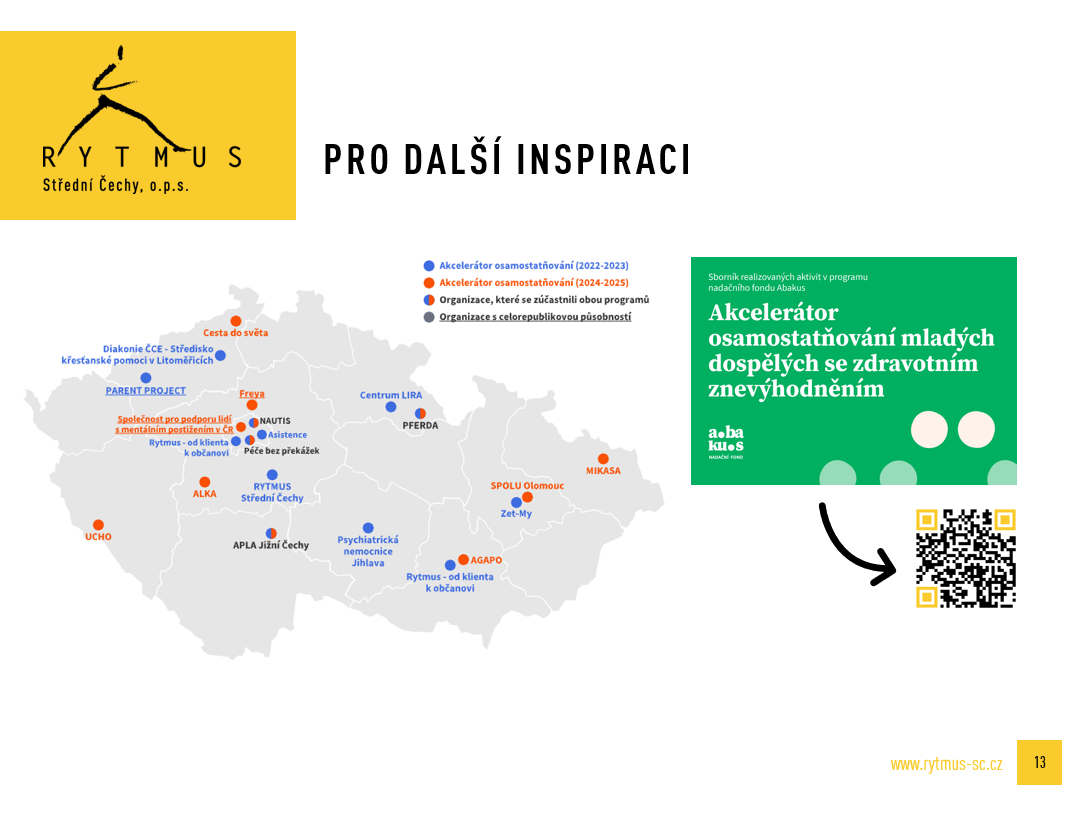 RYTMUS
Střední Čechy, o.p.s.
PRO DALŠÍ INSPIRACI
Akcelerátor osamostatňování (2022-2023)
Akcelerátor osamostatňování (2024-2025)
Organizace, které se zúčastnili obou programů
Organizace s celorepublikovou působností
Cesta do světa
Diakonie ČCE - Středisko
křesťanské pomoci v Litoměřicích
PARENT PROJECT
Freya
NAUTIS
Společnost pro podporu lidí
s mentálním postižením v ČR
Asistence
Rytmus - od klienta
k občanovi
Péče bez překážek
Centrum LIRA
PFERDA
ALKA
RYTMUS
Střední Čechy
MIKASA
SPOLU Olomouc
Zet-My
UCHO
APLA Jižní Čechy
Psychiatrická
nemocnice
Jihlava
AGAPO
Rytmus - od klienta
k občanovi
Sborník realizovaných aktivit v programu
nadačního fondu Abakus
Akcelerátor
osamostatňování mladých
dospělých se zdravotním
znevýhodněním
a.ba
ku.s
NADAČNÍ FOND
www.rytmus-sc.cz
13